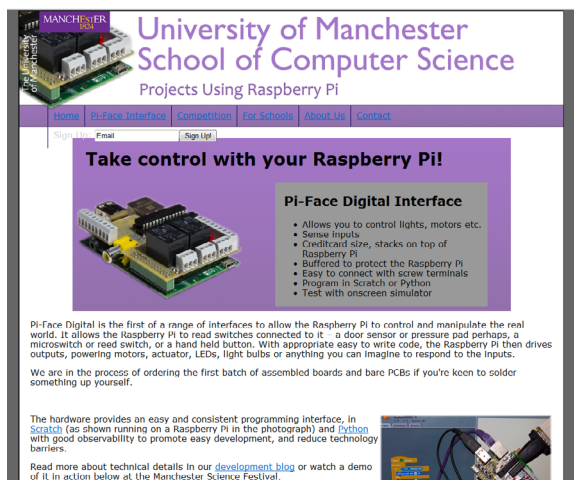 MANCHESTER
1824
The University
of Manchester
University of Manchester
School of Computer Science
Projects Using Raspberry Pi
Home Pi-Face Interface Competition For Schools About Us Contact
Sign Up: Email Sign Up!
Take control with your Raspberry Pi!
Pi-Face Digital Interface
• Allows you to control lights, motors etc.
• Sense inputs
• Creditcard size, stacks on top of
Raspberry Pi
• Buffered to protect the Raspberry Pi
• Easy to connect with screw terminals
• Program in Scratch or Python
• Test with onscreen simulator
Pi-Face Digital is the first of a range of interfaces to allow the Raspberry Pi to control and manipulate the real
world. It allows the Raspberry Pi to read switches connected to it – a door sensor or pressure pad perhaps, a
microswitch or reed switch, or a hand held button. With appropriate easy to write code, the Raspberry Pi then drives
outputs, powering motors, actuator, LEDs, light bulbs or anything you can imagine to respond to the inputs.
We are in the process of ordering the first batch of assembled boards and bare PCBs if you're keen to solder
something up yourself.
The hardware provides an easy and consistent programming interface, in
Scratch (as shown running on a Raspberry Pi in the photograph) and Python
with good observability to promote easy development, and reduce technology
barriers.
Read more about technical details in our development blog or watch a demo
of it in action below at the Manchester Science Festival.